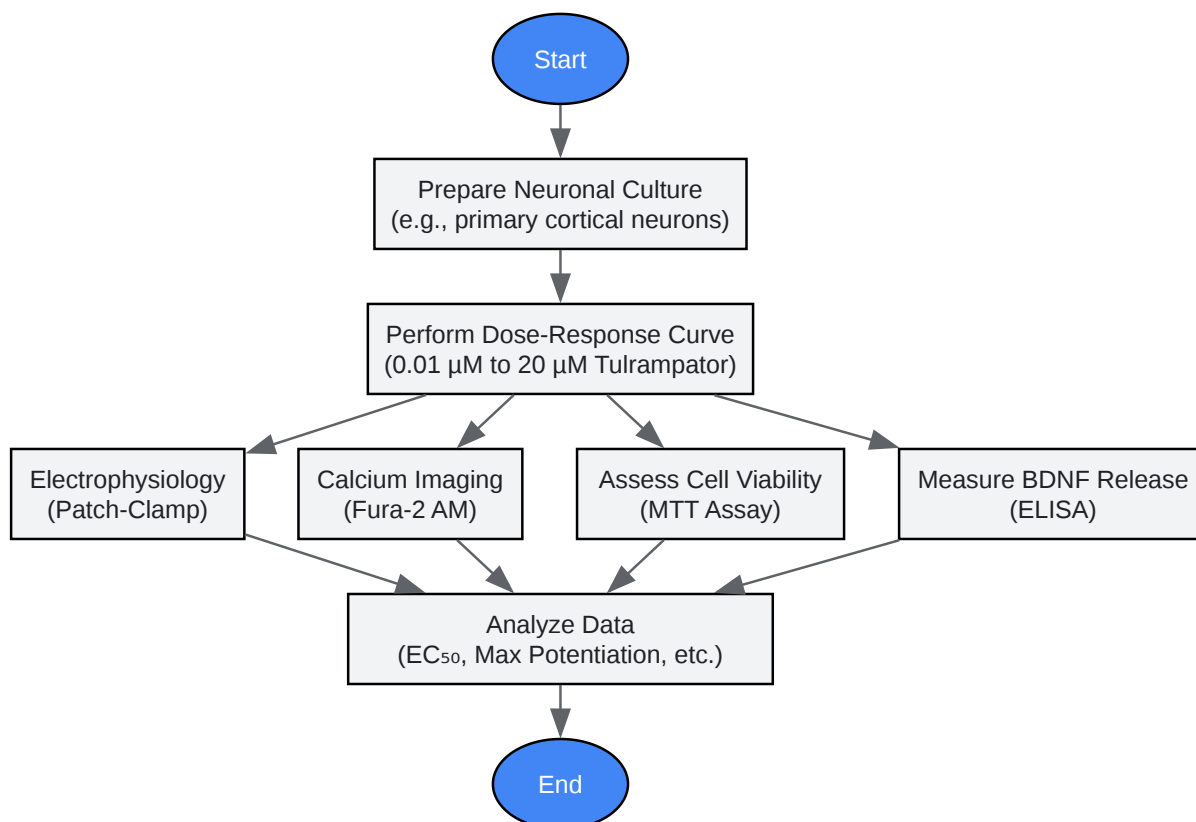 Start
Prepare Neuronal Culture
(e.g., primary cortical neurons)
Perform Dose-Response Curve
(0.01 µM to 20 µM Tulrampator)
Electrophysiology
(Patch-Clamp)
Calcium Imaging
(Fura-2 AM)
Assess Cell Viability
(MTT Assay)
Measure BDNF Release
(ELISA)
Analyze Data
(EC₅₀, Max Potentiation, etc.)
End